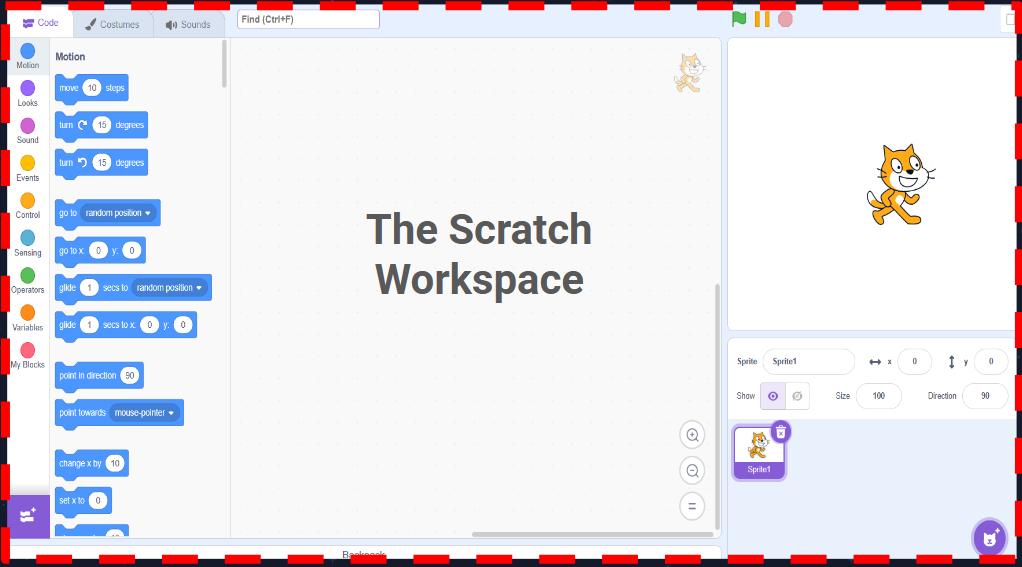 Code
Costumes
Sounds
Find (Ctrl+F)
Motion
Looks
Sound
Events
Control
Sensing
Operators
Variables
My Blocks
Motion
move 10 steps
turn 15 degrees
turn 15 degrees
go to random position
go to x: 0 y: 0
glide 1 secs to random position
glide 1 secs to x: 0 y: 0
point in direction 90
point towards mouse-pointer
change x by 10
set x to 0
The Scratch
Workspace
Backpack
Sprite Sprite1 x 0 y 0
Show Size 100 Direction 90
Sprite1